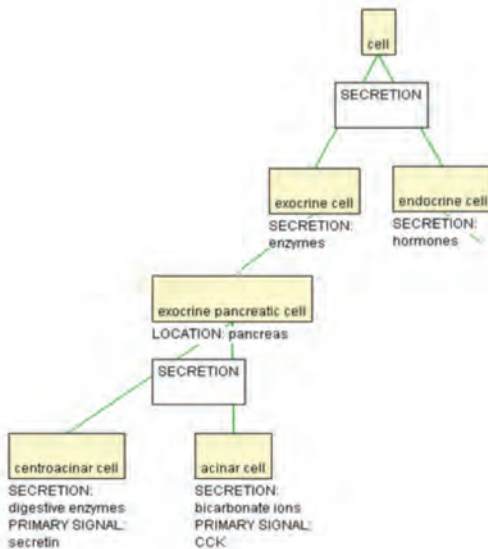 cell
SECRETION
exocrine cell
endocrine cell
SECRETION:
enzymes
SECRETION:
hormones
exocrine pancreatic cell
LOCATION: pancreas
SECRETION
centroacinar cell
acinar cell
SECRETION:
digestive enzymes
PRIMARY SIGNAL:
secretin
SECRETION:
bicarbonate ions
PRIMARY SIGNAL:
CCK